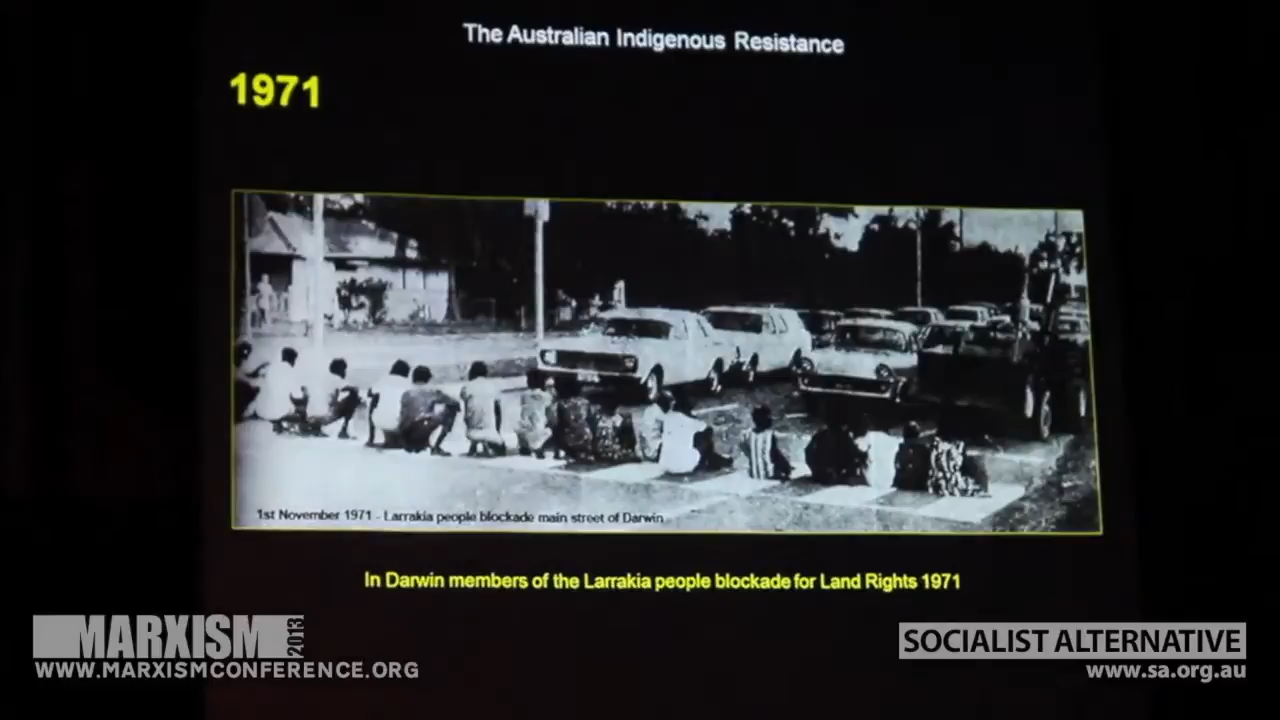 The Australian Indigenous Resistance
1971
1st November 1971 - Larrakia people blockade main street of Darwin
In Darwin members of the Larrakia people blockade for Land Rights 1971
MARXISM 2013
WWW.MARXISMCONFERENCE.ORG
SOCIALIST ALTERNATIVE
www.sa.org.au